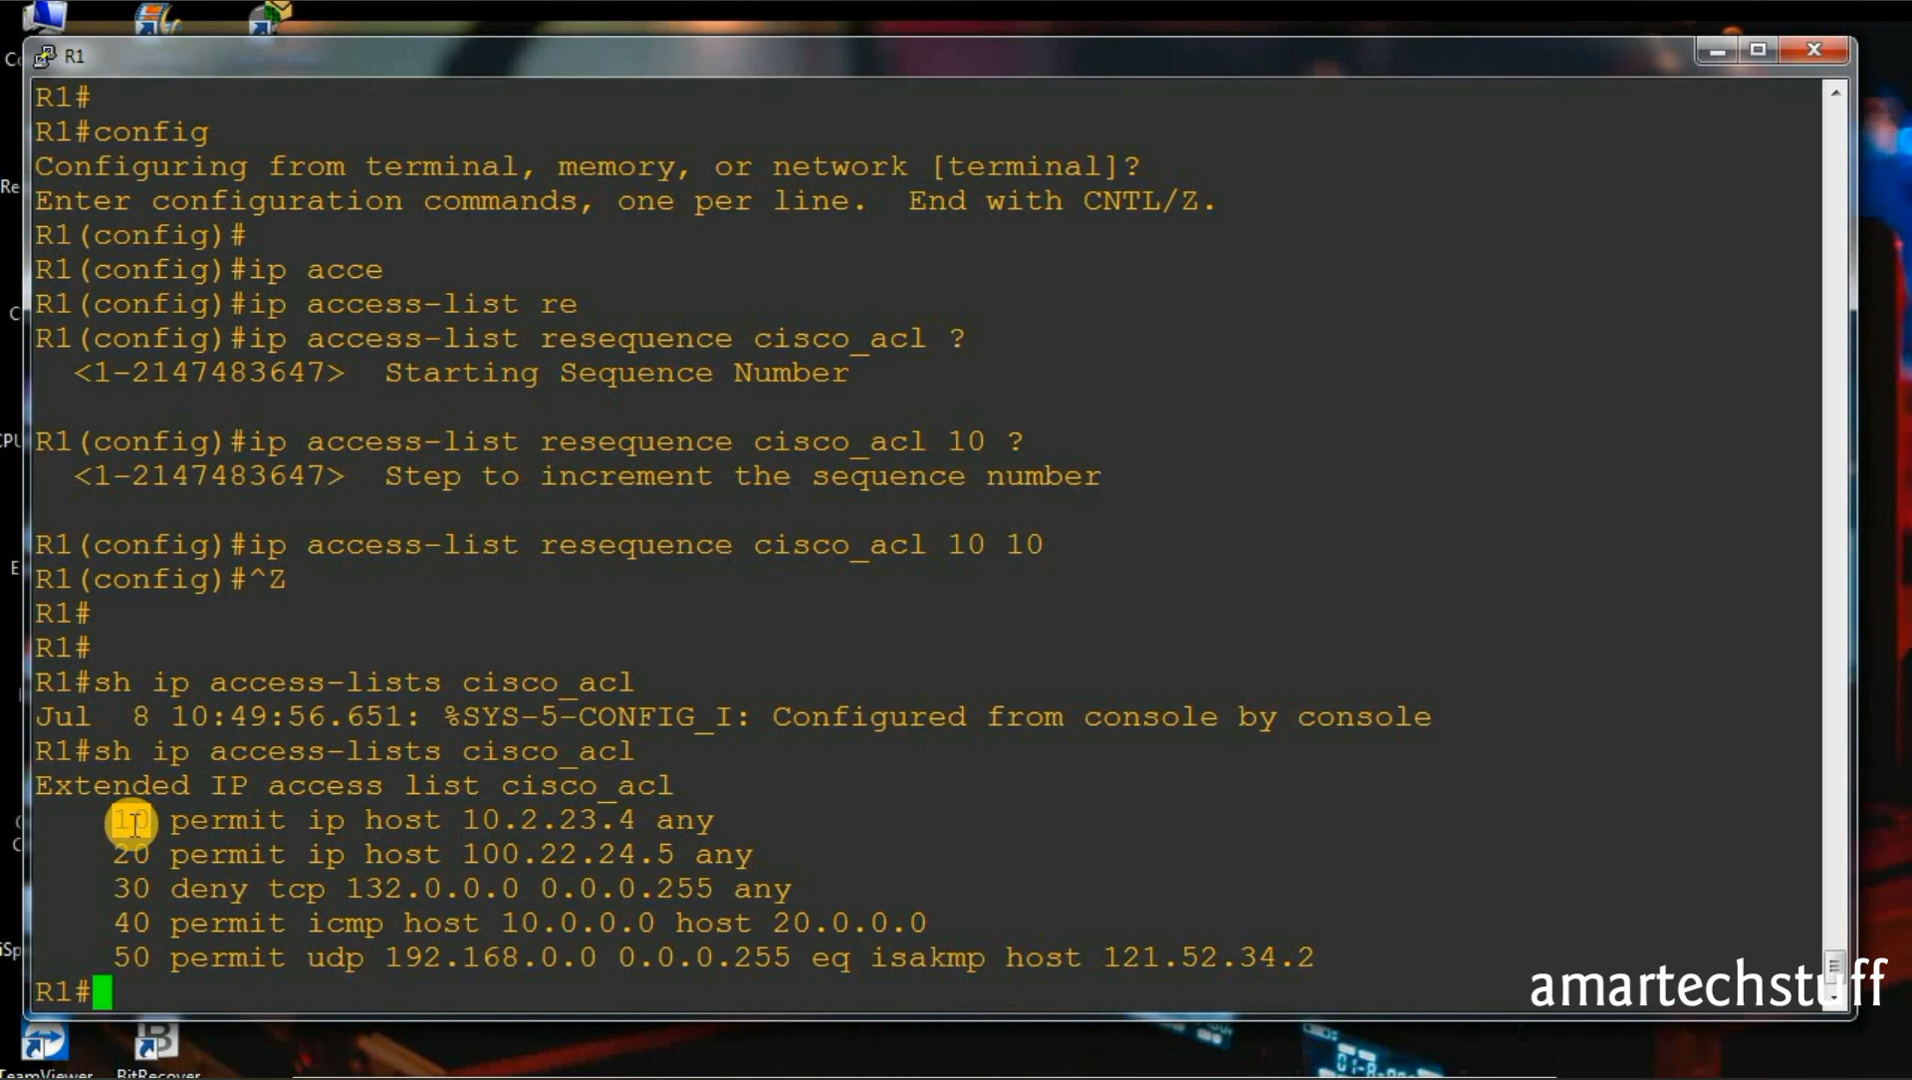 R1
R1#
R1#config
Configuring from terminal, memory, or network [terminal]?
Enter configuration commands, one per line.  End with CNTL/Z.
R1(config)#
R1(config)#ip acce
R1(config)#ip access-list re
R1(config)#ip access-list resequence cisco_acl ?
<1-2147483647>  Starting Sequence Number
R1(config)#ip access-list resequence cisco_acl 10 ?
<1-2147483647>  Step to increment the sequence number
R1(config)#ip access-list resequence cisco_acl 10 10
R1(config)#^Z
R1#
R1#
R1#sh ip access-lists cisco_acl
Jul  8 10:49:56.651: %SYS-5-CONFIG_I: Configured from console by console
R1#sh ip access-lists cisco_acl
Extended IP access list cisco_acl
10 permit ip host 10.2.23.4 any
20 permit ip host 100.22.24.5 any
30 deny tcp 132.0.0.0 0.0.0.255 any
40 permit icmp host 10.0.0.0 host 20.0.0.0
50 permit udp 192.168.0.0 0.0.0.255 eq isakmp host 121.52.34.2
R1#
amartechstuff
TeamViewer BitRecover